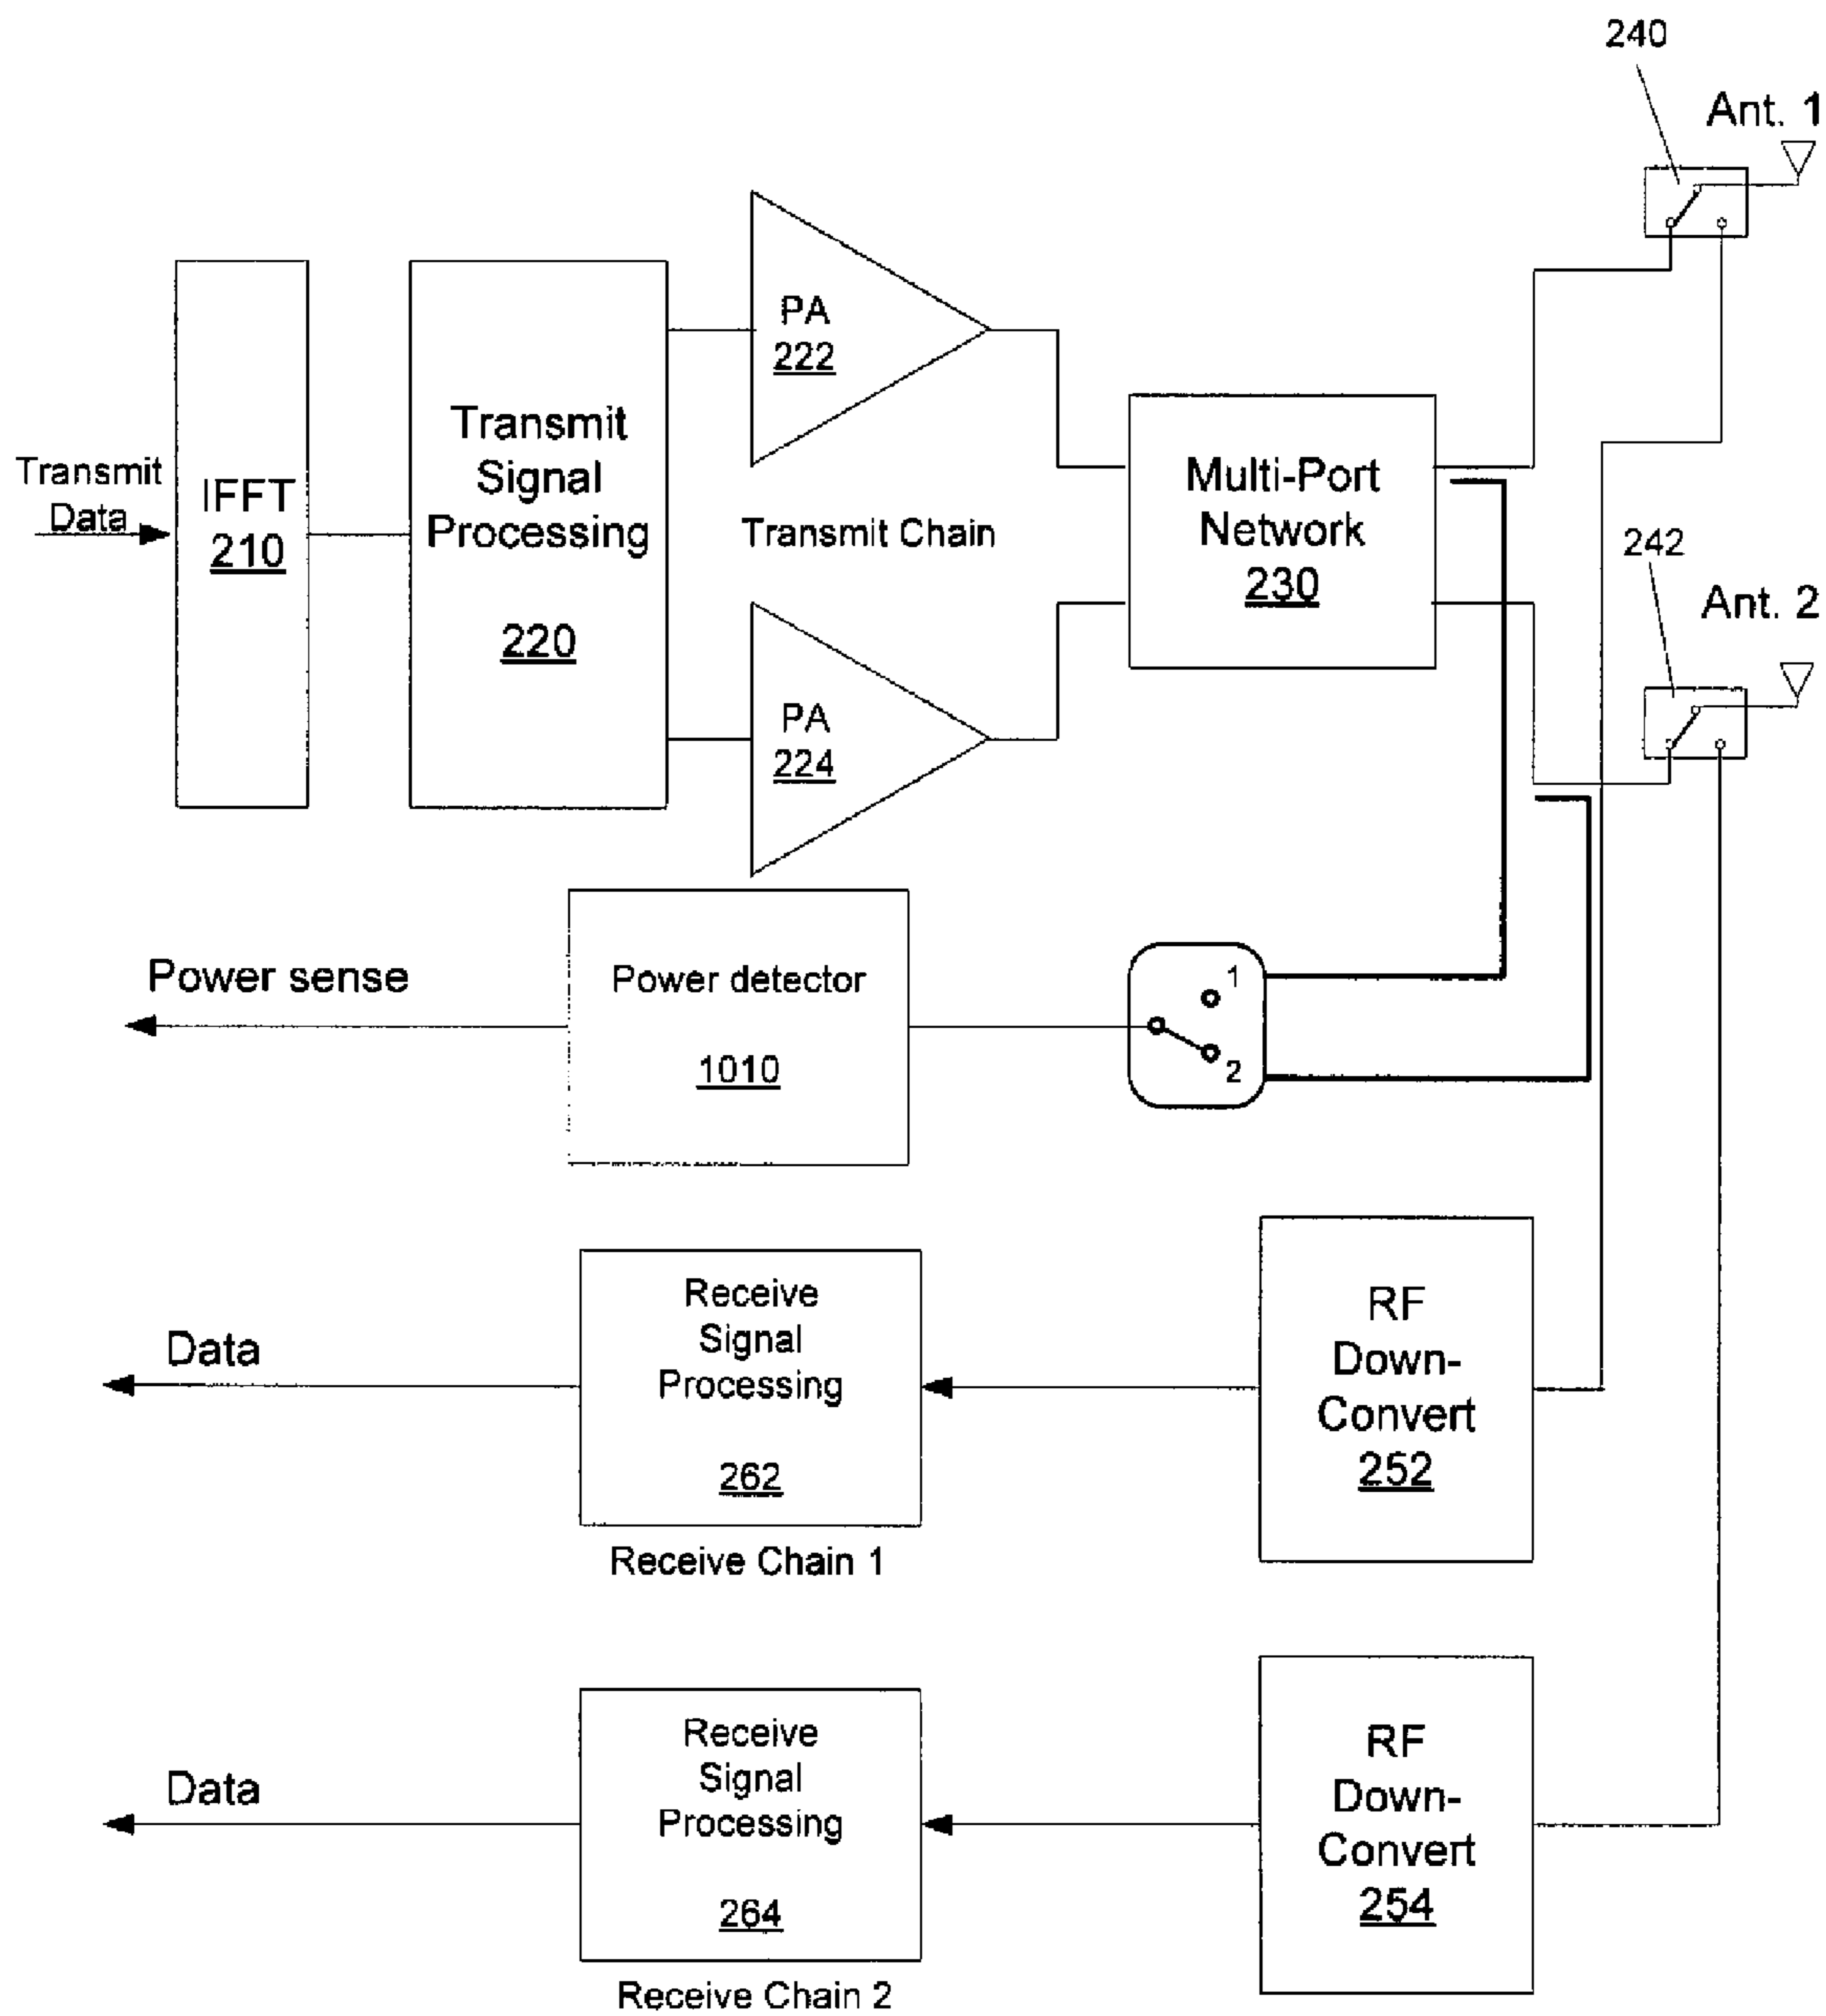 240
Ant. 1
PA
222
Transmit
Signal
Processing
220
Transmit
Data
IFFT
210
Transmit Chain
Multi-Port
Network
230
242
Ant. 2
PA
224
Power sense
Power detector
1010
1
2
Data
Receive
Signal
Processing
262
Receive Chain 1
RF
Down-
Convert
252
Data
Receive
Signal
Processing
264
Receive Chain 2
RF
Down-
Convert
254